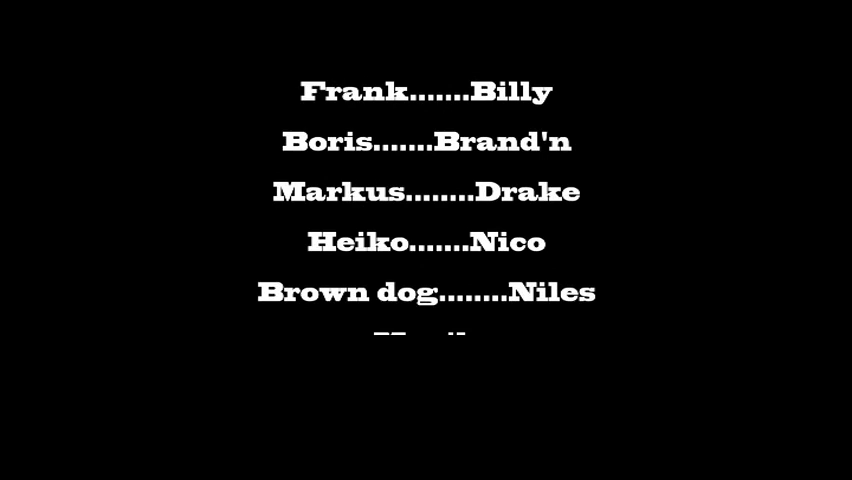 Frank.......Billy
Boris.......Brand'n
Markus........Drake
Heiko.......Nico
Brown dog........Niles